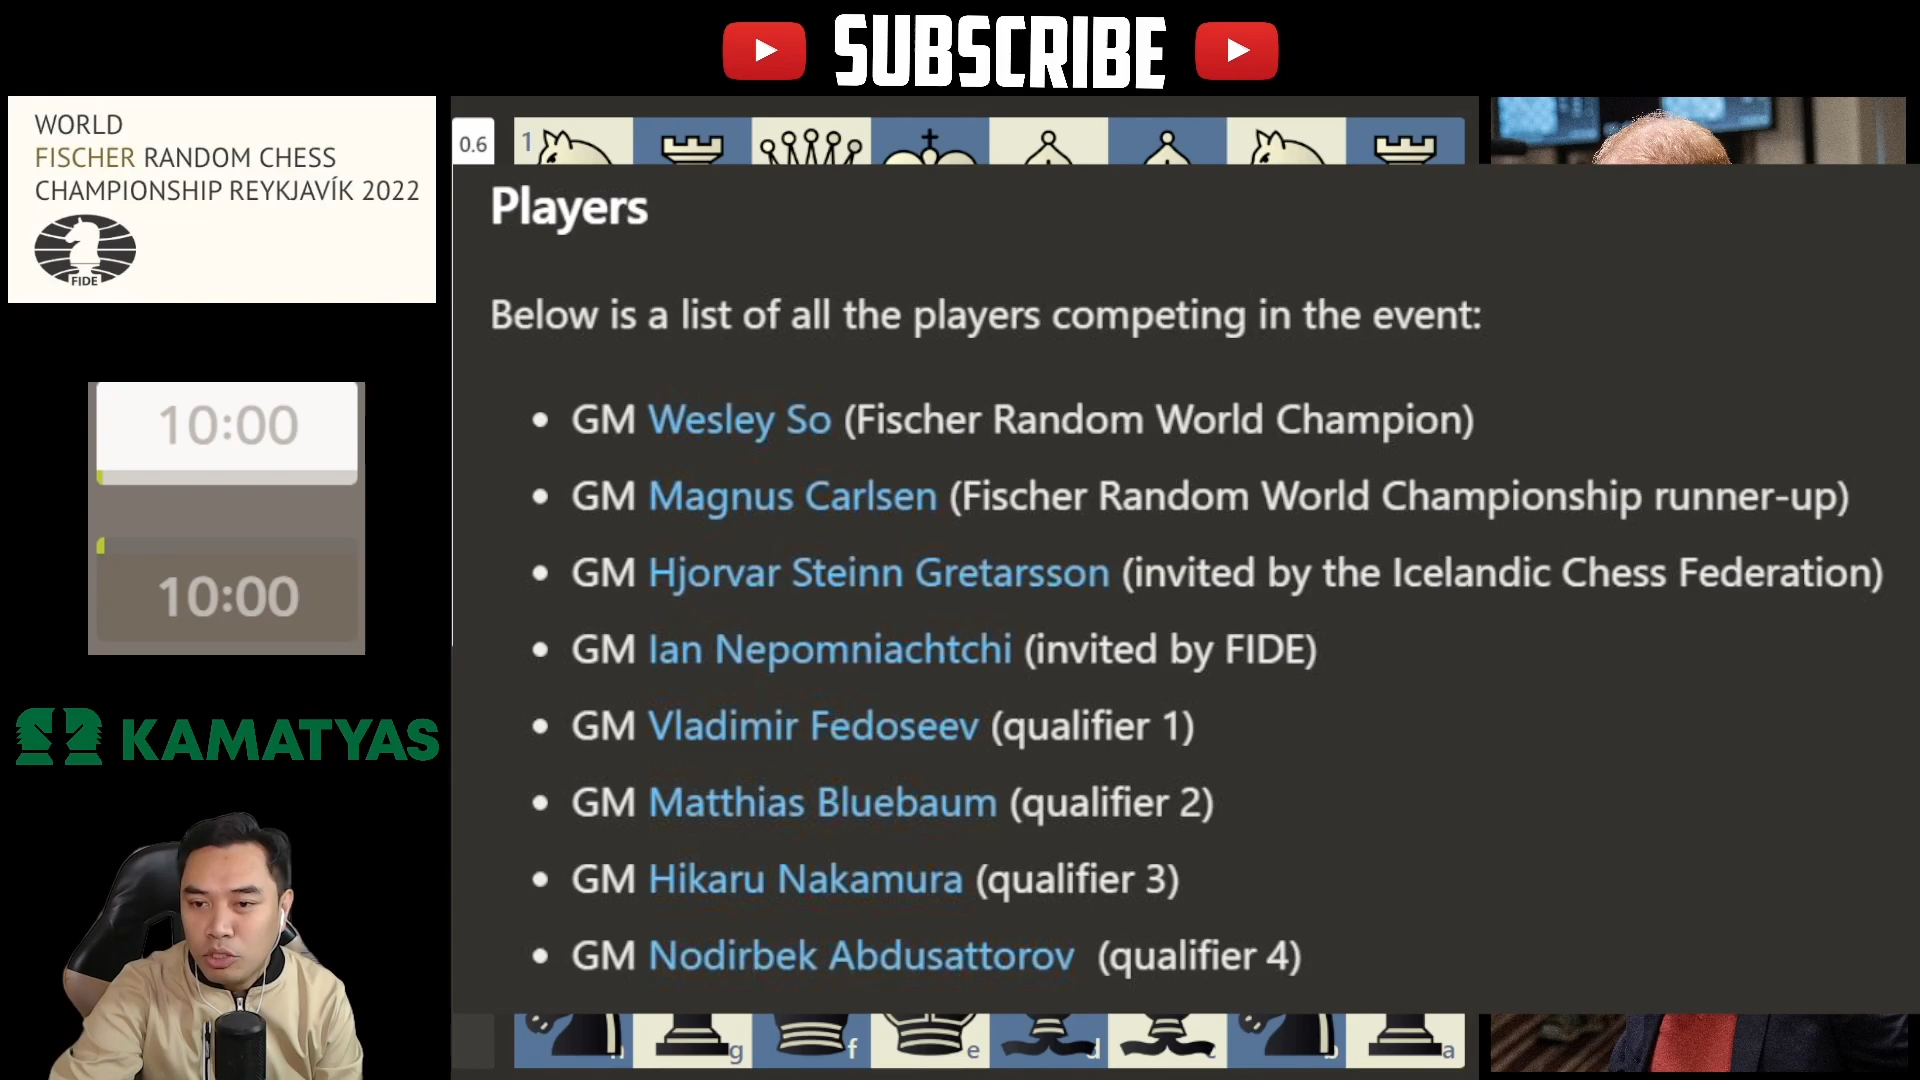 SUBSCRIBE
WORLD
FISCHER RANDOM CHESS
CHAMPIONSHIP REYKJAVÍK 2022
FIDE
0.6
1
Players
Below is a list of all the players competing in the event:
• GM Wesley So (Fischer Random World Champion)
• GM Magnus Carlsen (Fischer Random World Championship runner-up)
• GM Hjorvar Steinn Gretarsson (invited by the Icelandic Chess Federation)
• GM Ian Nepomniachtchi (invited by FIDE)
• GM Vladimir Fedoseev (qualifier 1)
• GM Matthias Bluebaum (qualifier 2)
• GM Hikaru Nakamura (qualifier 3)
• GM Nodirbek Abdusattorov (qualifier 4)
10:00
10:00
KAMATYAS
h g f e d c b a